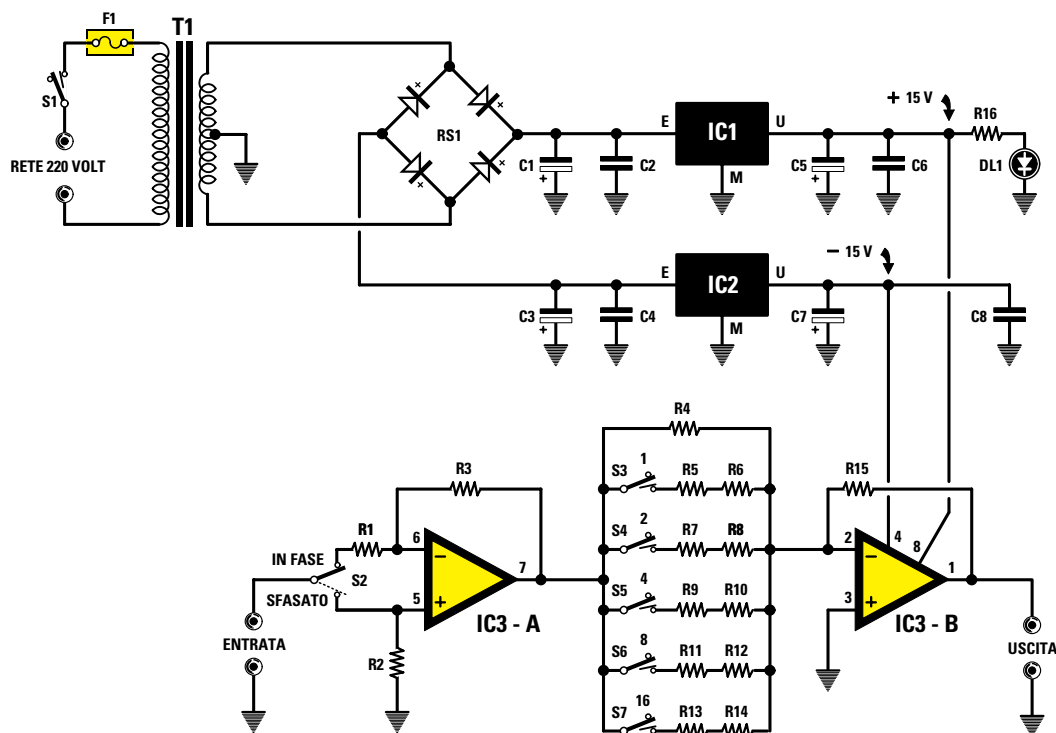 F1
T1
S1
RETE 220 VOLT
RS1
E
IC1
U
M
C1
+
C2
C5
+
C6
+ 15 V
R16
DL1
– 15 V
E
IC2
U
M
C3
+
C4
C7
+
C8
R4
R3
S3
1
R5
R6
R15
R1
6
–
7
S4
2
R7
R8
2
–
4
8
1
IN FASE
S2
SFASATO
5
+
IC3 - A
S5
4
R9
R10
3
+
IC3 - B
ENTRATA
R2
S6
8
R11
R12
USCITA
S7
16
R13
R14